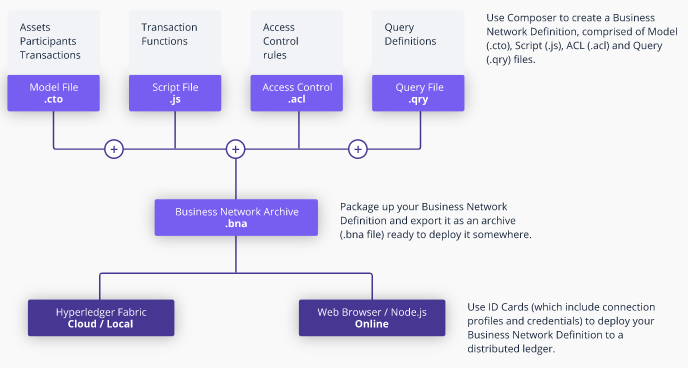 Assets
Participants
Transactions
Transaction
Functions
Access
Control
rules
Query
Definitions
Use Composer to create a Business
Network Definition, comprised of Model
(.cto), Script (.js), ACL (.acl) and Query
(.qry) files.
Model File
.cto
Script File
.js
Access Control
.acl
Query File
.qry
+
+
+
Business Network Archive
.bna
Package up your Business Network
Definition and export it as an archive
(.bna file) ready to deploy it somewhere.
Hyperledger Fabric
Cloud / Local
Web Browser / Node.js
Online
Use ID Cards (which include connection
profiles and credentials) to deploy your
Business Network Definition to a
distributed ledger.